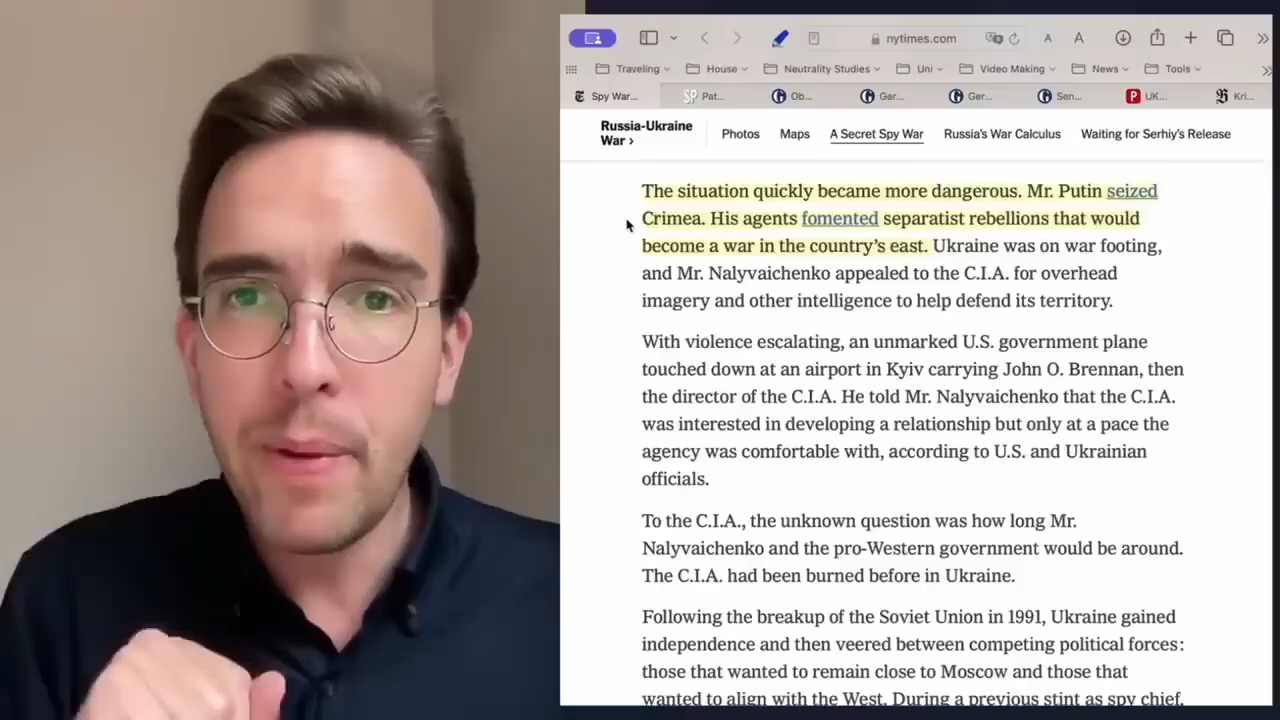 nytimes.com
A A
Traveling House Neutrality Studies Uni Video Making News Tools
Spy War... Pat... Ob... Ger... Ger... Sen... UK... Kri...
Russia-Ukraine
War › Photos Maps A Secret Spy War Russia's War Calculus Waiting for Serhiy's Release
The situation quickly became more dangerous. Mr. Putin seized
Crimea. His agents fomented separatist rebellions that would
become a war in the country's east. Ukraine was on war footing,
and Mr. Nalyvaichenko appealed to the C.I.A. for overhead
imagery and other intelligence to help defend its territory.
With violence escalating, an unmarked U.S. government plane
touched down at an airport in Kyiv carrying John O. Brennan, then
the director of the C.I.A. He told Mr. Nalyvaichenko that the C.I.A.
was interested in developing a relationship but only at a pace the
agency was comfortable with, according to U.S. and Ukrainian
officials.
To the C.I.A., the unknown question was how long Mr.
Nalyvaichenko and the pro-Western government would be around.
The C.I.A. had been burned before in Ukraine.
Following the breakup of the Soviet Union in 1991, Ukraine gained
independence and then veered between competing political forces:
those that wanted to remain close to Moscow and those that
wanted to align with the West. During a previous stint as spy chief,